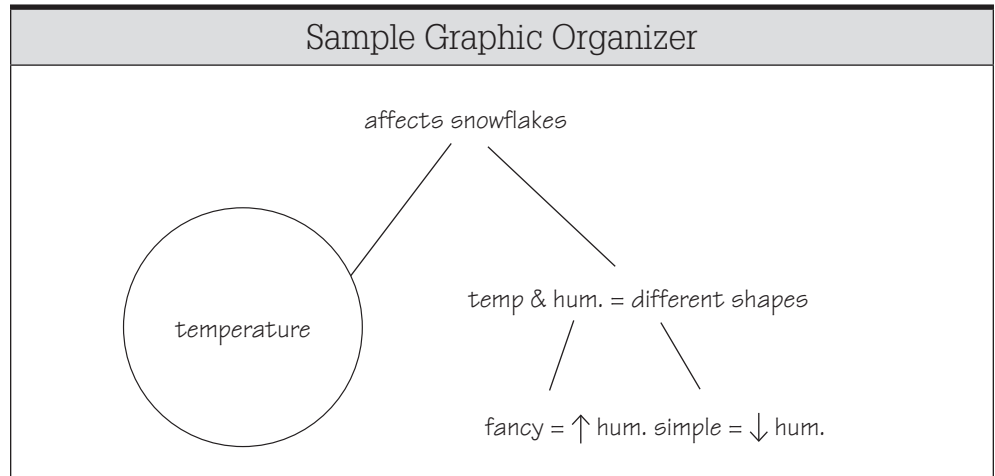 Sample Graphic Organizer
affects snowflakes
temp & hum. = different shapes
temperature
fancy = ↑ hum. simple = ↓ hum.